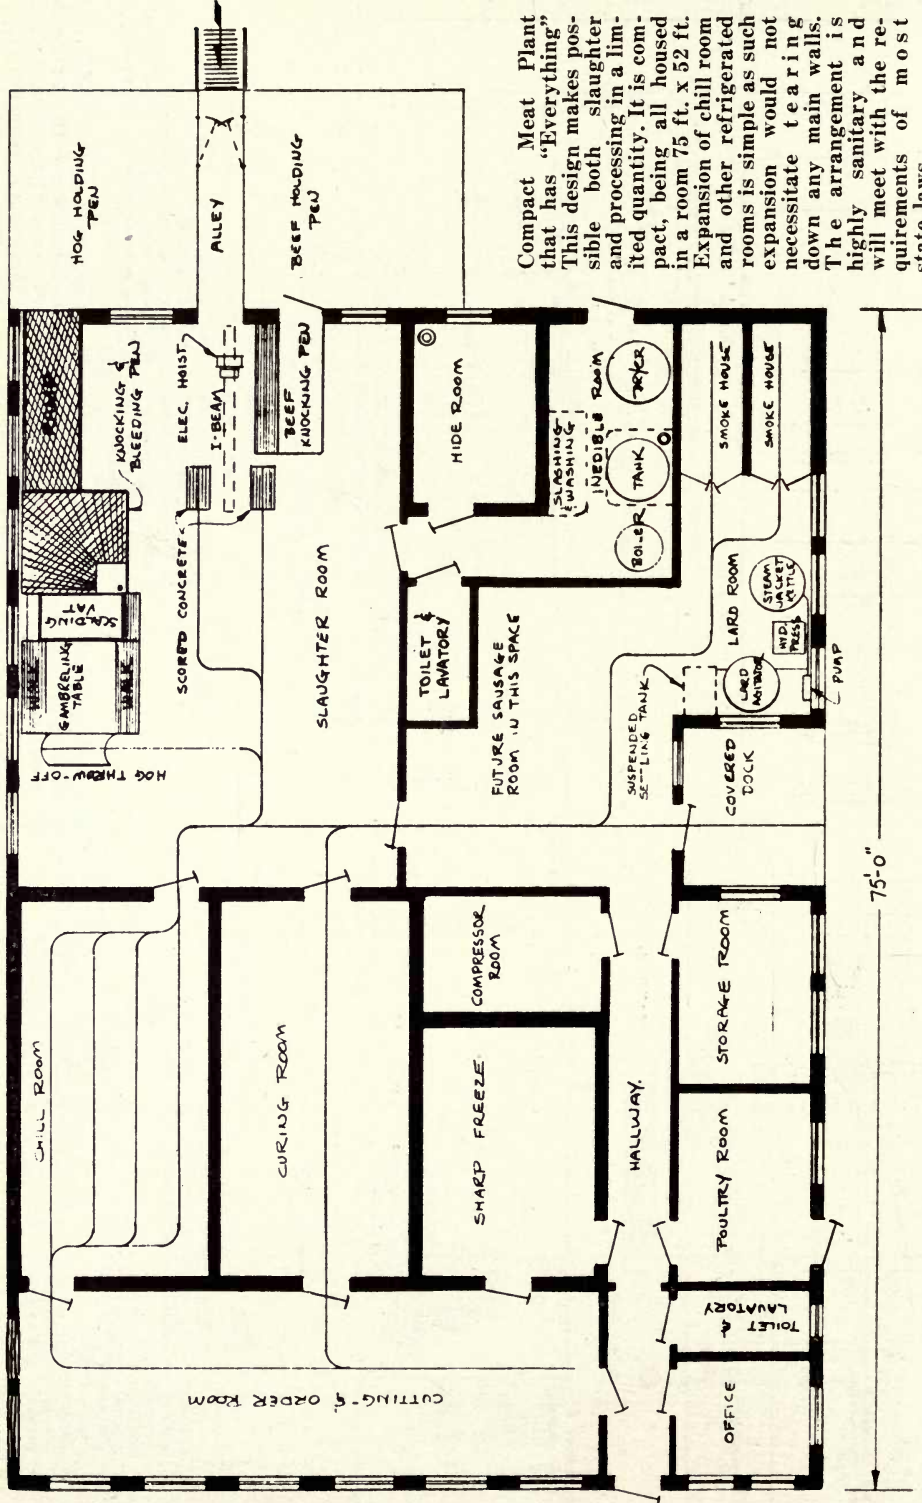 Compact Meat Plant
that has "Everything"
This design makes pos-
sible both slaughter
and processing in a lim-
ited quantity. It is com-
pact, being all housed
in a room 75 ft. x 52 ft.
Expansion of chill room
and other refrigerated
rooms is simple as such
expansion would not
necessitate tearing
down any main walls.
The arrangement is
highly sanitary and
will meet with the re-
quirements of most
state laws
HOG HOLDING
PEN
ALLEY
BEEF HOLDING
PEN
KNOCKING &
BLEEDING PEN
ELEC. HOIST
I-BEAM
BEEF
KNOCKING PEN
HIDE ROOM
SLASHING
& WASHING
INEDIBLE ROOM
DRYER
TANK
BOILER
SMOKE HOUSE
SMOKE HOUSE
SCALDING
VAT
WALK
GAMBRELING
TABLE
WALK
HOG THROW-OFF
SCORED CONCRETE
SLAUGHTER ROOM
TOILET &
LAVATORY
FUTURE SAUSAGE
ROOM IN THIS SPACE
LARD ROOM
STEAM
JACKET
KETTLE
HYD.
PRESS
LARD
AGITATOR
PUMP
SUSPENDED
SETTLING TANK
COVERED
DOCK
CHILL ROOM
CURING ROOM
COMPRESSOR
ROOM
SHARP FREEZE
HALLWAY.
STORAGE ROOM
POULTRY ROOM
TOILET &
LAVATORY
OFFICE
CUTTING & ORDER ROOM
75'-0"